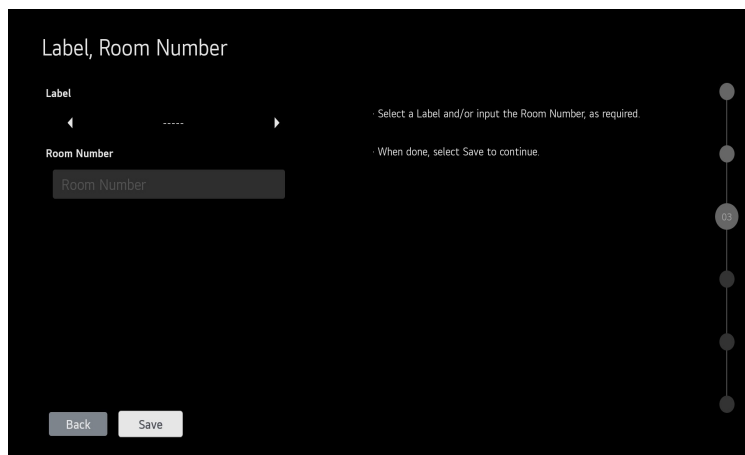 Label, Room Number
Label
-----
· Select a Label and/or input the Room Number, as required.
Room Number
· When done, select Save to continue.
Room Number
03
Back
Save